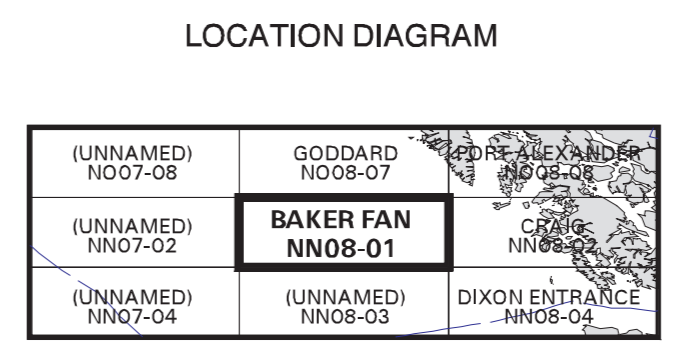 LOCATION DIAGRAM
(UNNAMED)
NO07-08
GODDARD
NO08-07
PORT ALEXANDER
NO08-08
(UNNAMED)
NN07-02
BAKER FAN
NN08-01
CRAIG
NN08-02
(UNNAMED)
NN07-04
(UNNAMED)
NN08-03
DIXON ENTRANCE
NN08-04